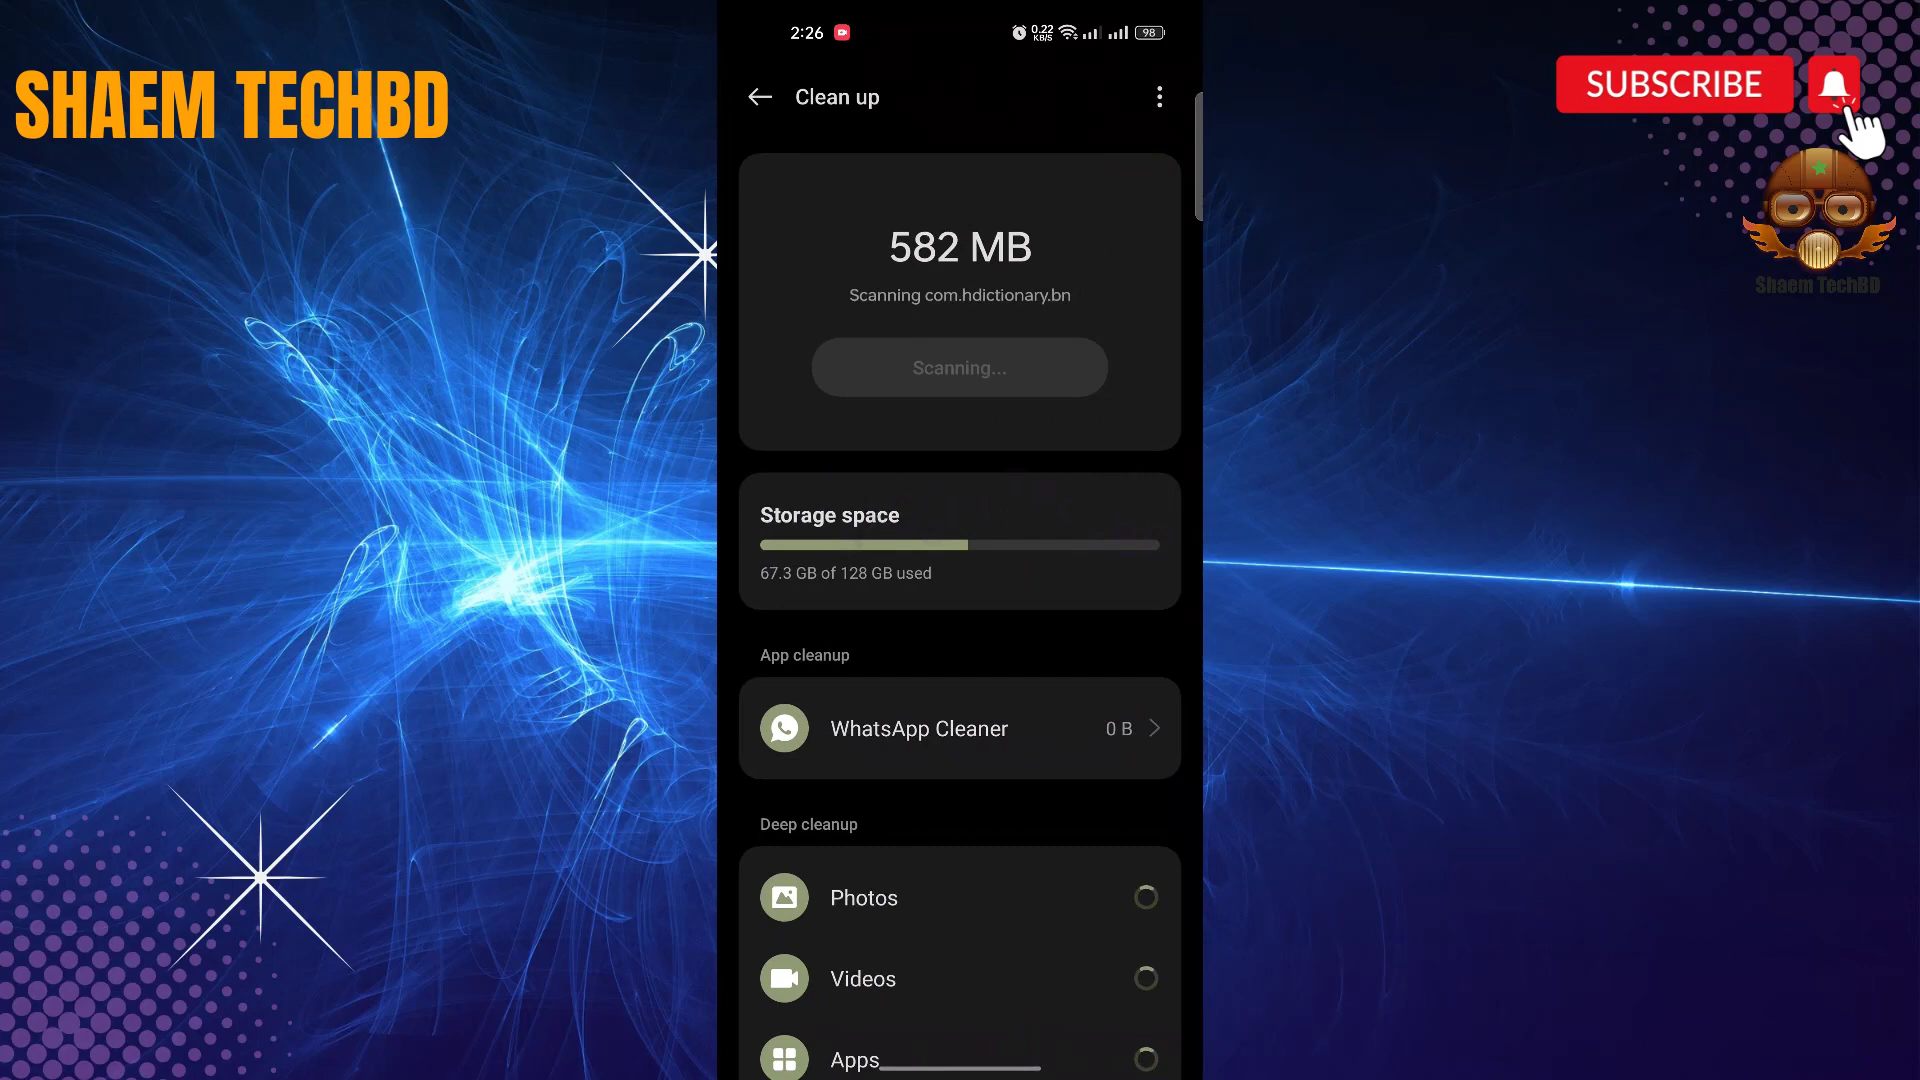 SHAEM TECHBD
2:26
0.22
KB/S
98
Clean up
582 MB
Scanning com.hdictionary.bn
Scanning...
Storage space
67.3 GB of 128 GB used
App cleanup
WhatsApp Cleaner
0 B
Deep cleanup
Photos
Videos
Apps
SUBSCRIBE
Shaem TechBD